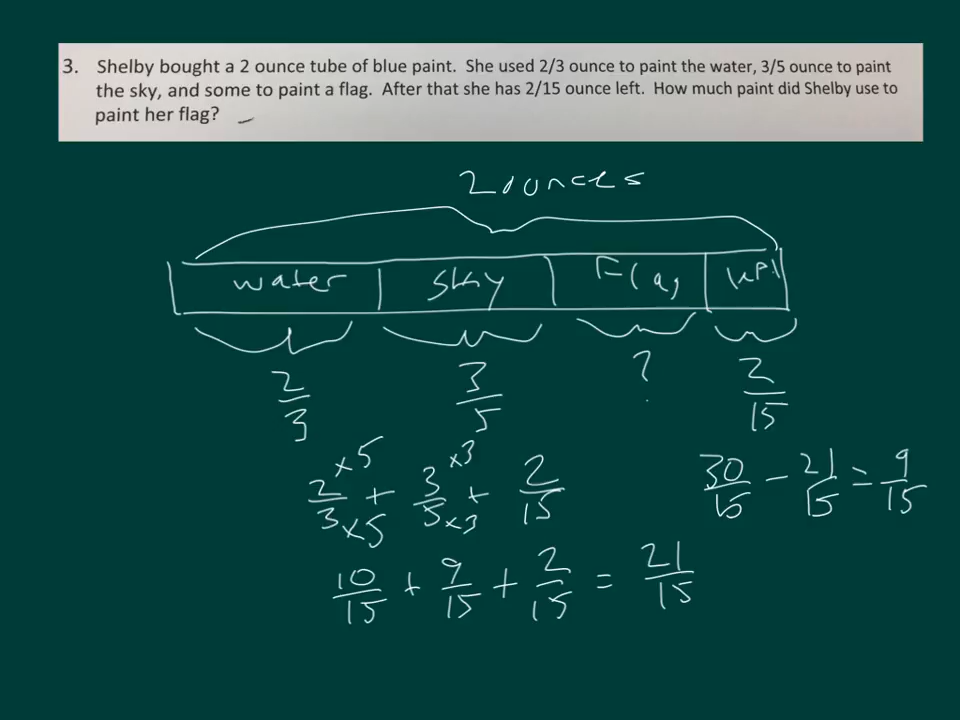 3. Shelby bought a 2 ounce tube of blue paint. She used 2/3 ounce to paint the water, 3/5 ounce to paint
the sky, and some to paint a flag. After that she has 2/15 ounce left. How much paint did Shelby use to
paint her flag?
2 ounces
water sky Flag left
2/3 3/5 ? 2/15
2/3 ×5/×5 + 3/5 ×3/×3 + 2/15
30/15 - 21/15 = 9/15
10/15 + 9/15 + 2/15 = 21/15